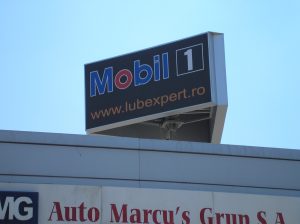 Mobil 1
www.lubexpert.ro
MG Auto Marcu's Grup S.A.